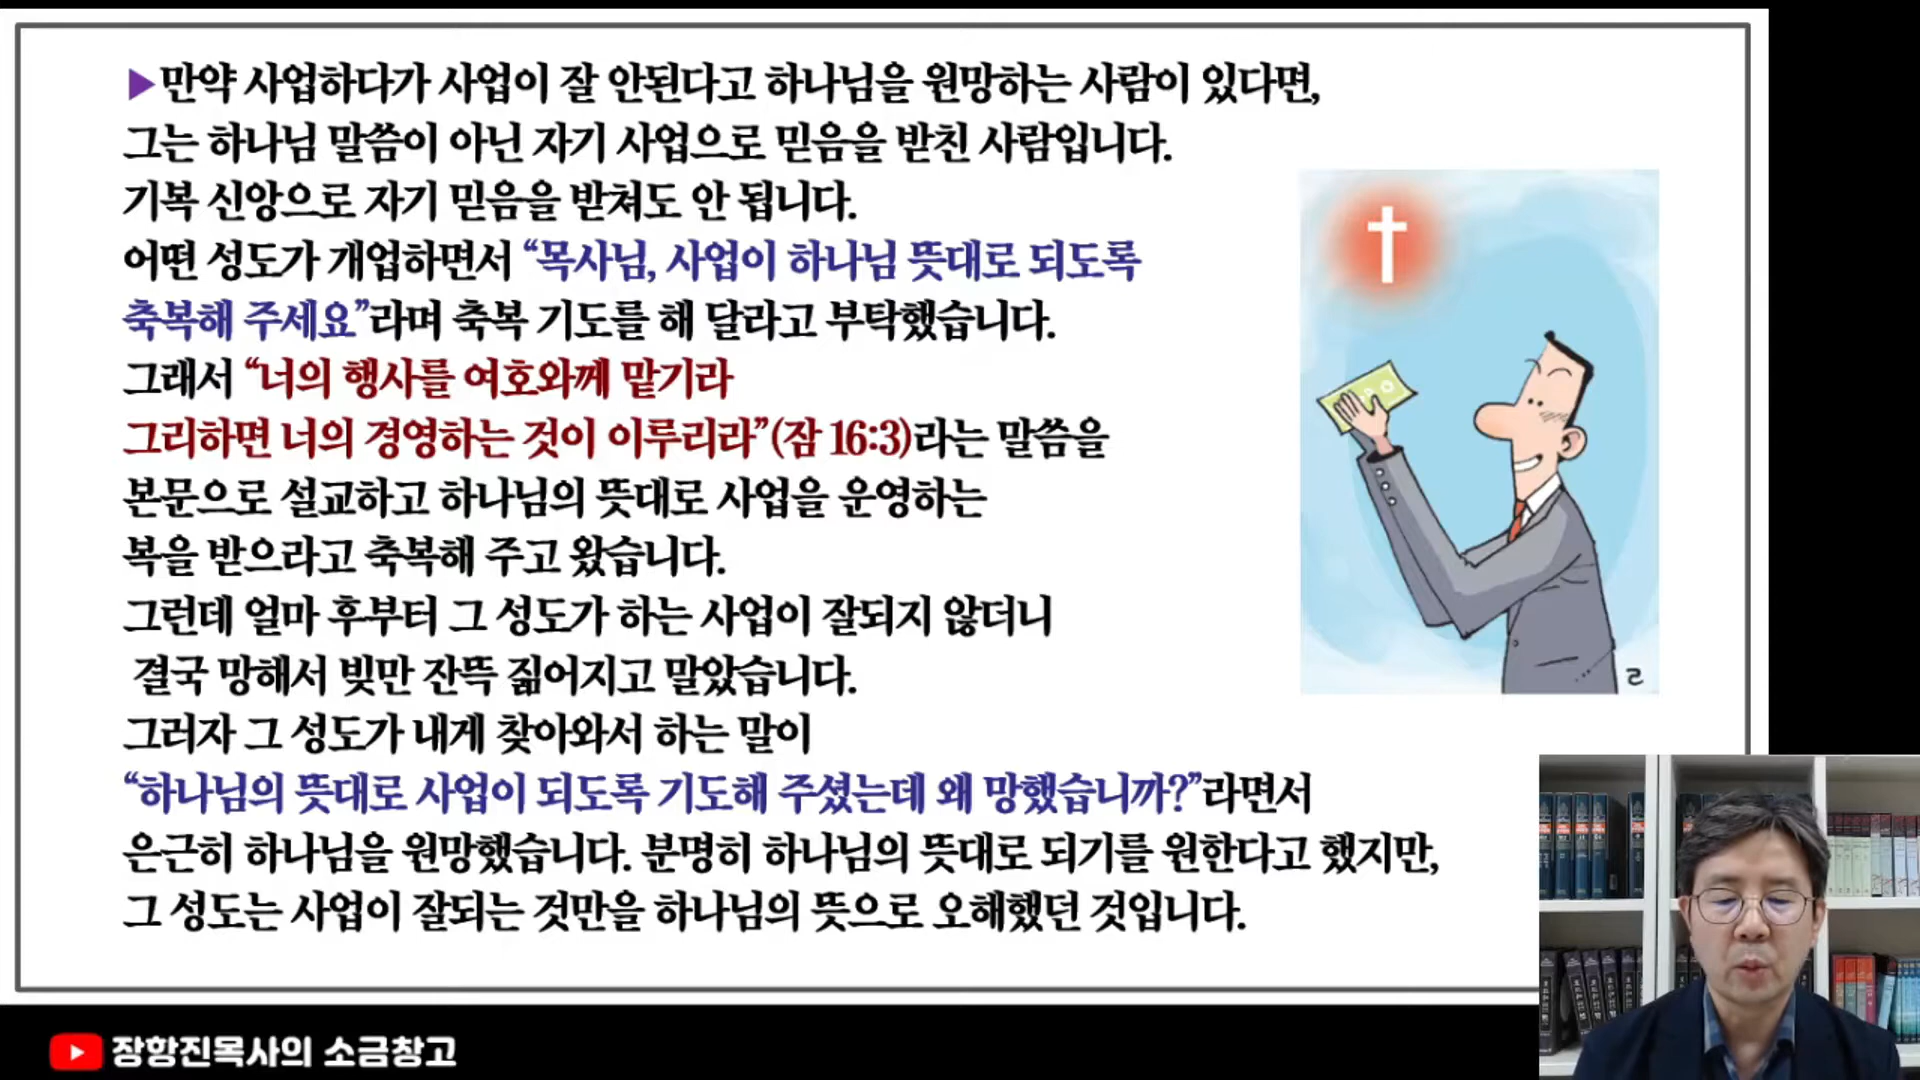 ▶만약 사업하다가 사업이 잘 안된다고 하나님을 원망하는 사람이 있다면,
그는 하나님 말씀이 아닌 자기 사업으로 믿음을 받친 사람입니다.
기복 신앙으로 자기 믿음을 받쳐도 안 됩니다.
어떤 성도가 개업하면서 “목사님, 사업이 하나님 뜻대로 되도록
축복해 주세요”라며 축복 기도를 해 달라고 부탁했습니다.
그래서 “너의 행사를 여호와께 맡기라
그리하면 너의 경영하는 것이 이루리라”(잠 16:3)라는 말씀을
본문으로 설교하고 하나님의 뜻대로 사업을 운영하는
복을 받으라고 축복해 주고 왔습니다.
그런데 얼마 후부터 그 성도가 하는 사업이 잘되지 않더니
결국 망해서 빚만 잔뜩 짊어지고 말았습니다.
그러자 그 성도가 내게 찾아와서 하는 말이
“하나님의 뜻대로 사업이 되도록 기도해 주셨는데 왜 망했습니까?”라면서
은근히 하나님을 원망했습니다. 분명히 하나님의 뜻대로 되기를 원한다고 했지만,
그 성도는 사업이 잘되는 것만을 하나님의 뜻으로 오해했던 것입니다.
ㄹ
장항진목사의 소금창고